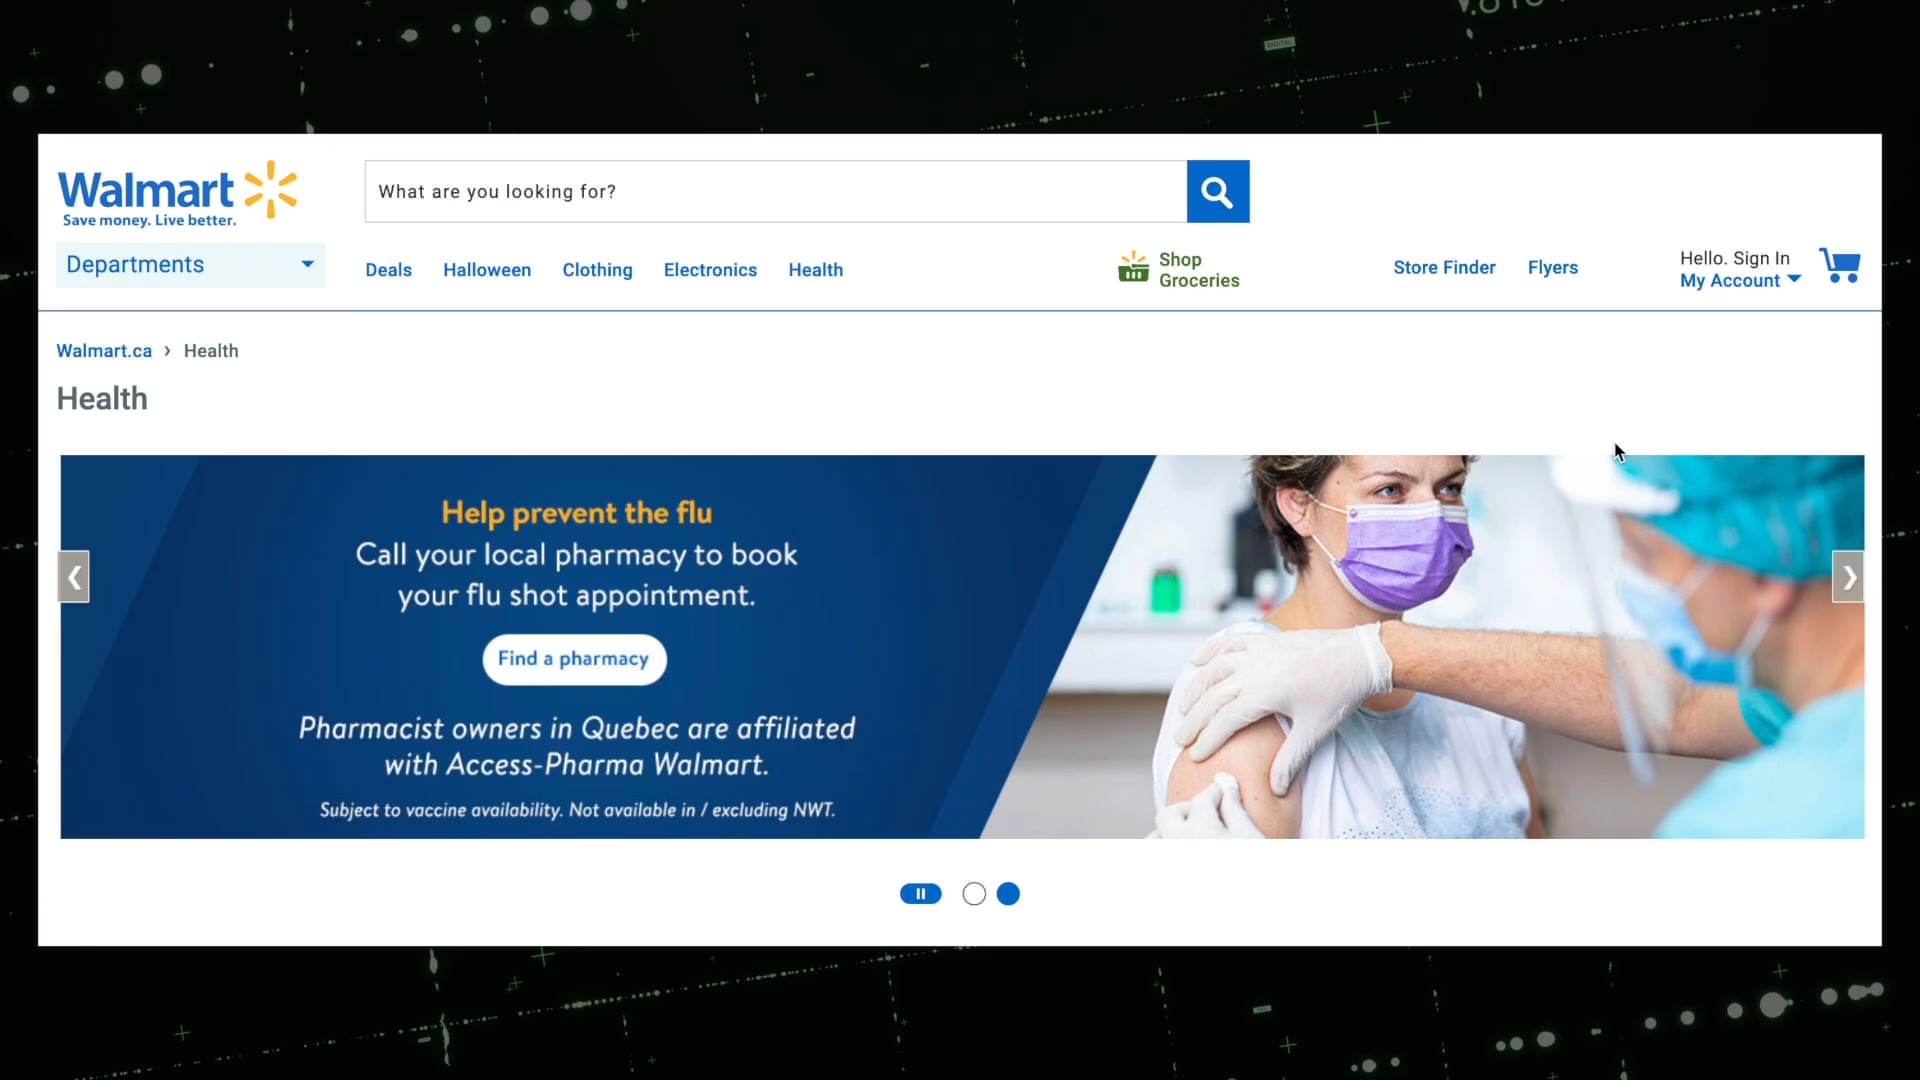 DIGITAL
Walmart
Save money. Live better.
What are you looking for?
Departments
Deals
Halloween
Clothing
Electronics
Health
Shop
Groceries
Store Finder
Flyers
Hello. Sign In
My Account
Walmart.ca › Health
Health
Help prevent the flu
Call your local pharmacy to book
your flu shot appointment.
Find a pharmacy
Pharmacist owners in Quebec are affiliated
with Access-Pharma Walmart.
Subject to vaccine availability. Not available in / excluding NWT.